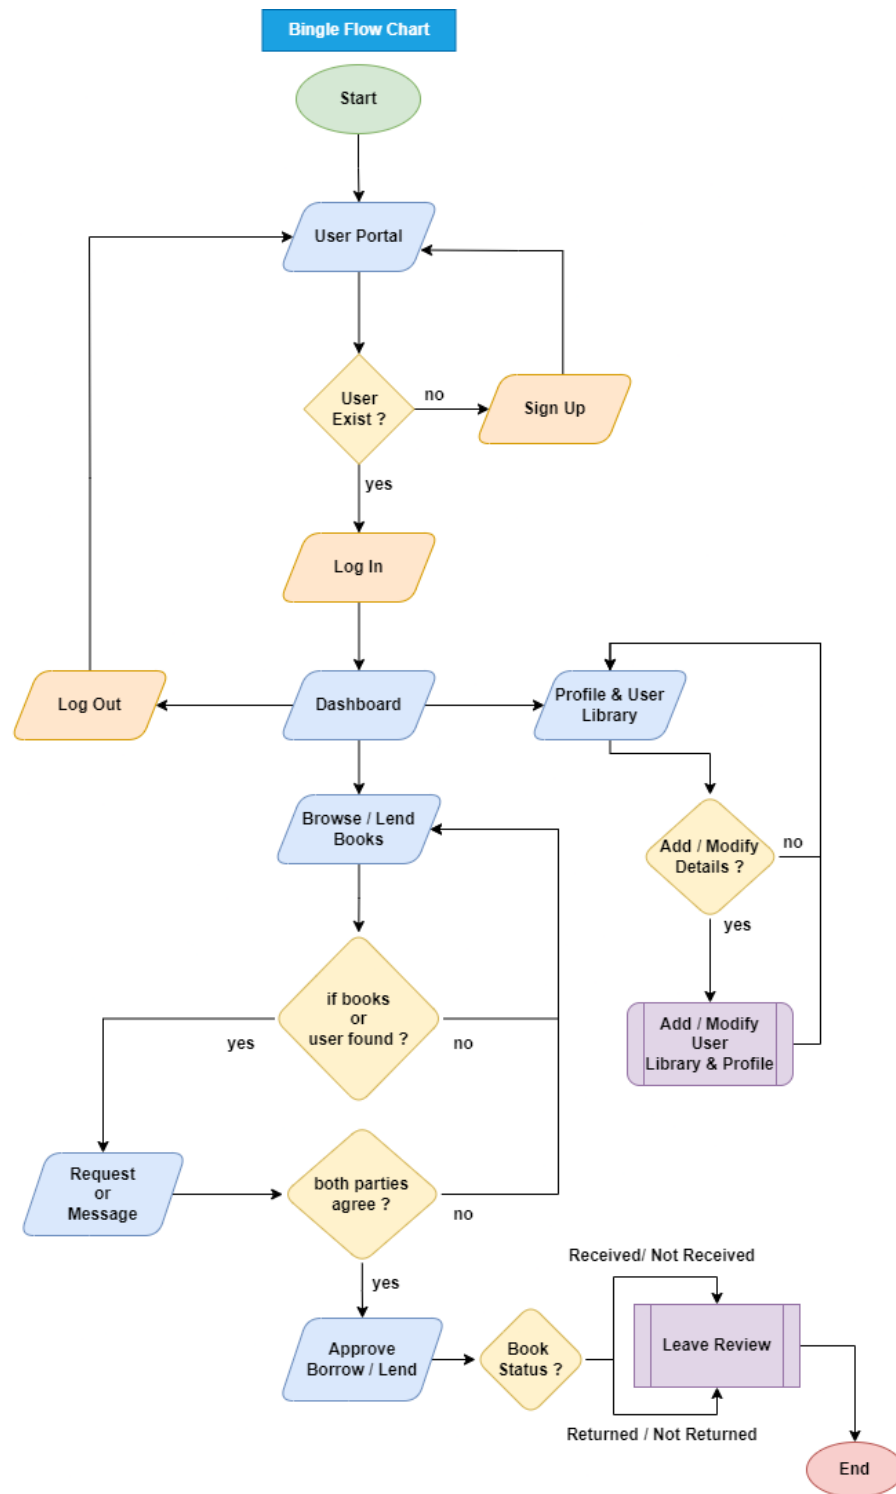 Bingle Flow Chart
Start
User Portal
User
Exist ?
no
Sign Up
yes
Log In
Log Out
Dashboard
Profile & User
Library
Browse / Lend
Books
Add / Modify
Details ?
no
yes
if books
or
user found ?
yes
no
Add / Modify
User
Library & Profile
Request
or
Message
both parties
agree ?
no
yes
Received/ Not Received
Approve
Borrow / Lend
Book
Status ?
Leave Review
Returned / Not Returned
End